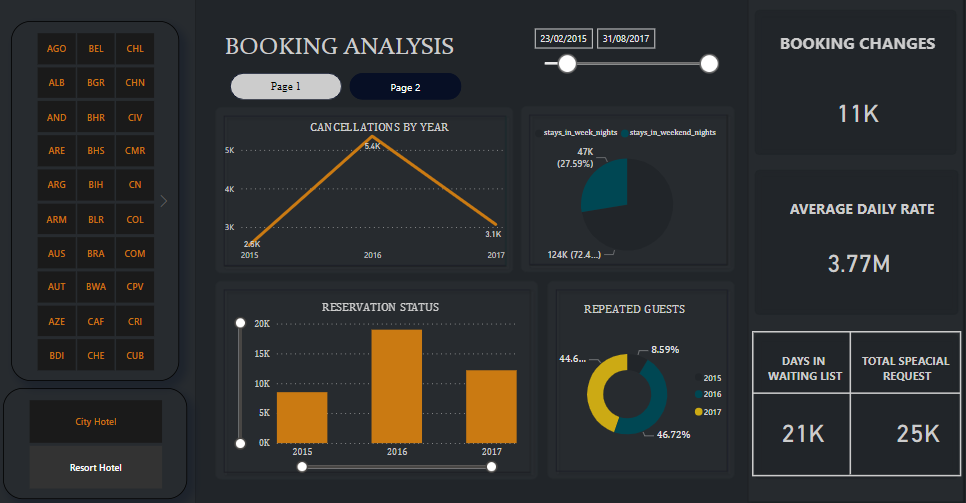 AGO BEL CHL
ALB BGR CHN
AND BHR CIV
ARE BHS CMR
ARG BIH CN
ARM BLR COL
AUS BRA COM
AUT BWA CPV
AZE CAF CRI
BDI CHE CUB
City Hotel
Resort Hotel
BOOKING ANALYSIS
23/02/2015 31/08/2017
Page 1 Page 2
CANCELLATIONS BY YEAR
5K
4K
3K
5.4K
3.1K
2015 2016 2017
stays_in_week_nights stays_in_weekend_nights
47K
(27.59%)
124K (72.4...)
RESERVATION STATUS
20K
15K
10K
5K
0K
2015 2016 2017
REPEATED GUESTS
44.6...
8.59%
46.72%
2015
2016
2017
BOOKING CHANGES
11K
AVERAGE DAILY RATE
3.77M
DAYS IN
WAITING LIST
TOTAL SPEACIAL
REQUEST
21K
25K